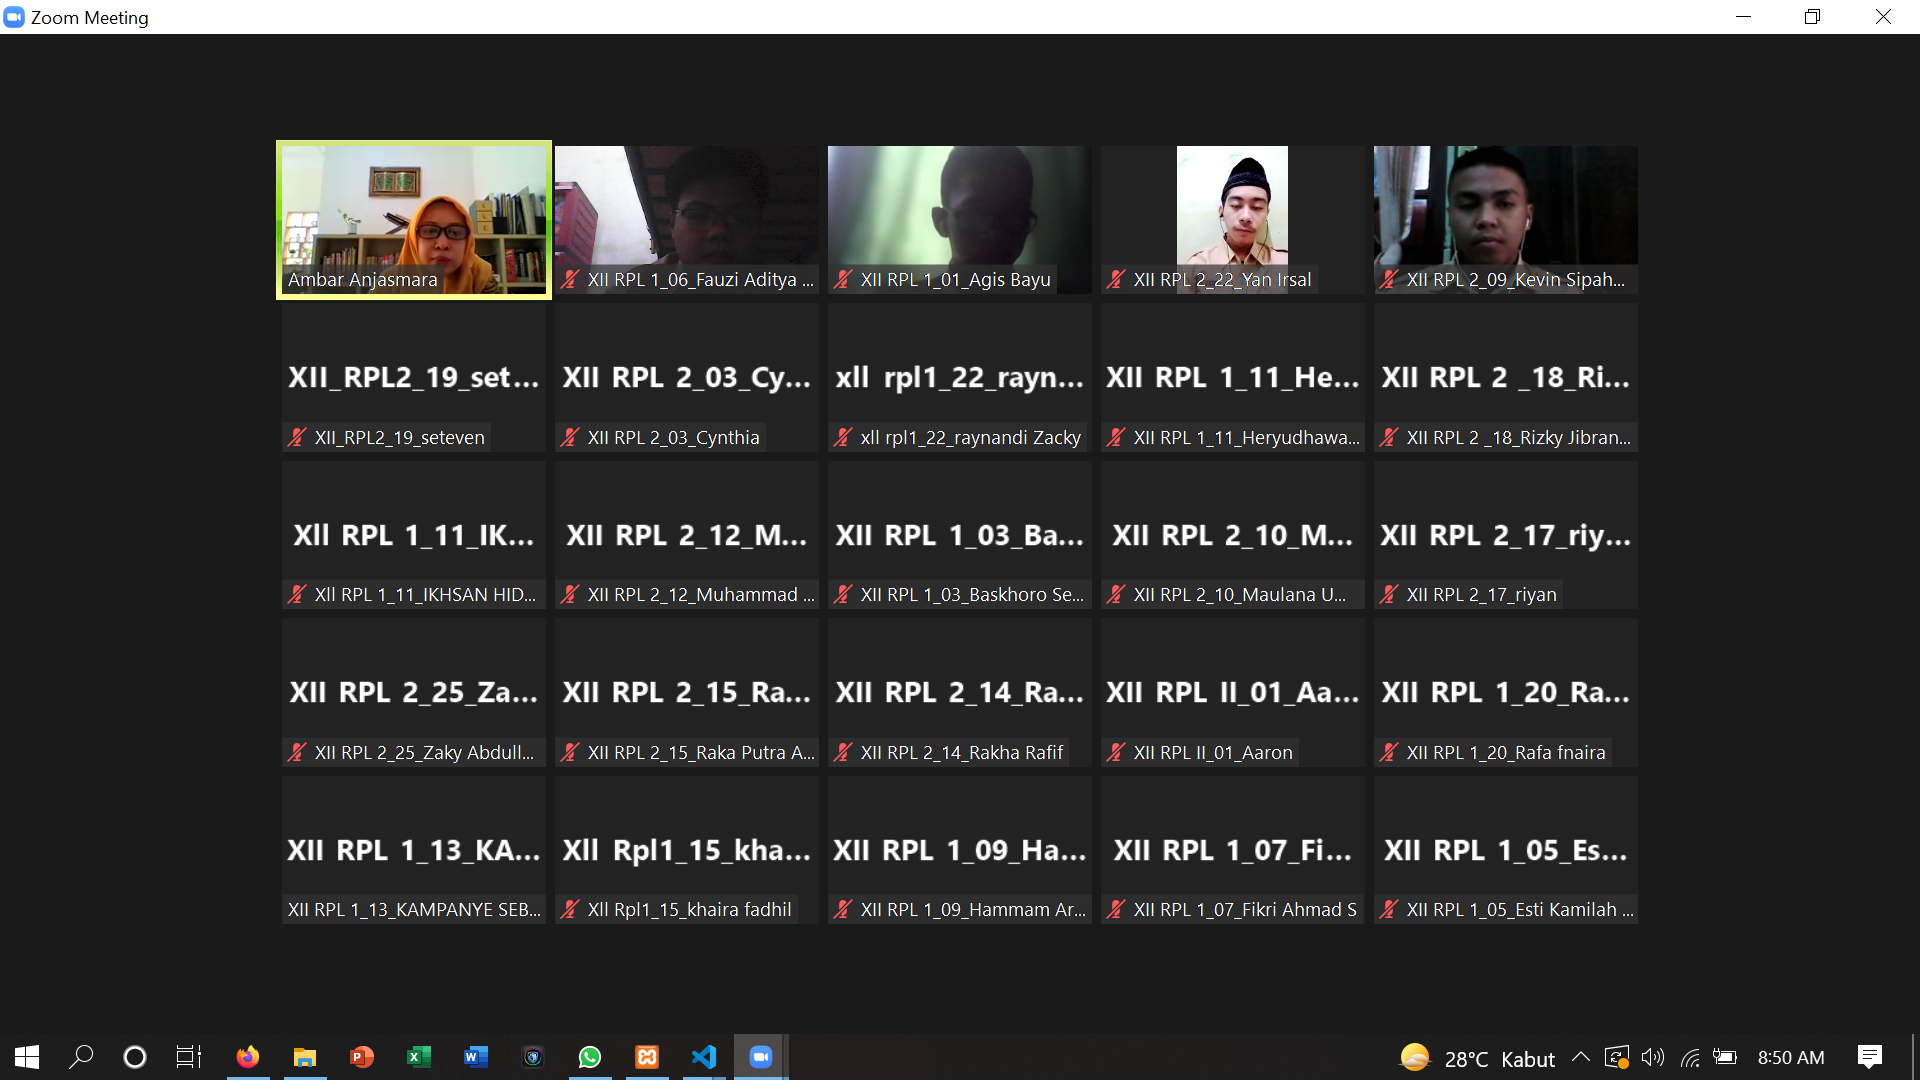 Zoom Meeting
Ambar Anjasmara
XII RPL 1_06_Fauzi Aditya ...
XII RPL 1_01_Agis Bayu
XII RPL 2_22_Yan Irsal
XII RPL 2_09_Kevin Sipah...
XII_RPL2_19_set...
XII RPL 2_03_Cy...
xll rpl1_22_rayn...
XII RPL 1_11_He...
XII RPL 2 _18_Ri...
XII_RPL2_19_seteven
XII RPL 2_03_Cynthia
xll rpl1_22_raynandi Zacky
XII RPL 1_11_Heryudhawa...
XII RPL 2 _18_Rizky Jibran...
Xll RPL 1_11_IK...
XII RPL 2_12_M...
XII RPL 1_03_Ba...
XII RPL 2_10_M...
XII RPL 2_17_riy...
Xll RPL 1_11_IKHSAN HID...
XII RPL 2_12_Muhammad ...
XII RPL 1_03_Baskhoro Se...
XII RPL 2_10_Maulana U...
XII RPL 2_17_riyan
XII RPL 2_25_Za...
XII RPL 2_15_Ra...
XII RPL 2_14_Ra...
XII RPL II_01_Aa...
XII RPL 1_20_Ra...
XII RPL 2_25_Zaky Abdull...
XII RPL 2_15_Raka Putra A...
XII RPL 2_14_Rakha Rafif
XII RPL II_01_Aaron
XII RPL 1_20_Rafa fnaira
XII RPL 1_13_KA...
Xll Rpl1_15_kha...
XII RPL 1_09_Ha...
XII RPL 1_07_Fi...
XII RPL 1_05_Es...
XII RPL 1_13_KAMPANYE SEB...
Xll Rpl1_15_khaira fadhil
XII RPL 1_09_Hammam Ar...
XII RPL 1_07_Fikri Ahmad S
XII RPL 1_05_Esti Kamilah ...
28°C Kabut
8:50 AM